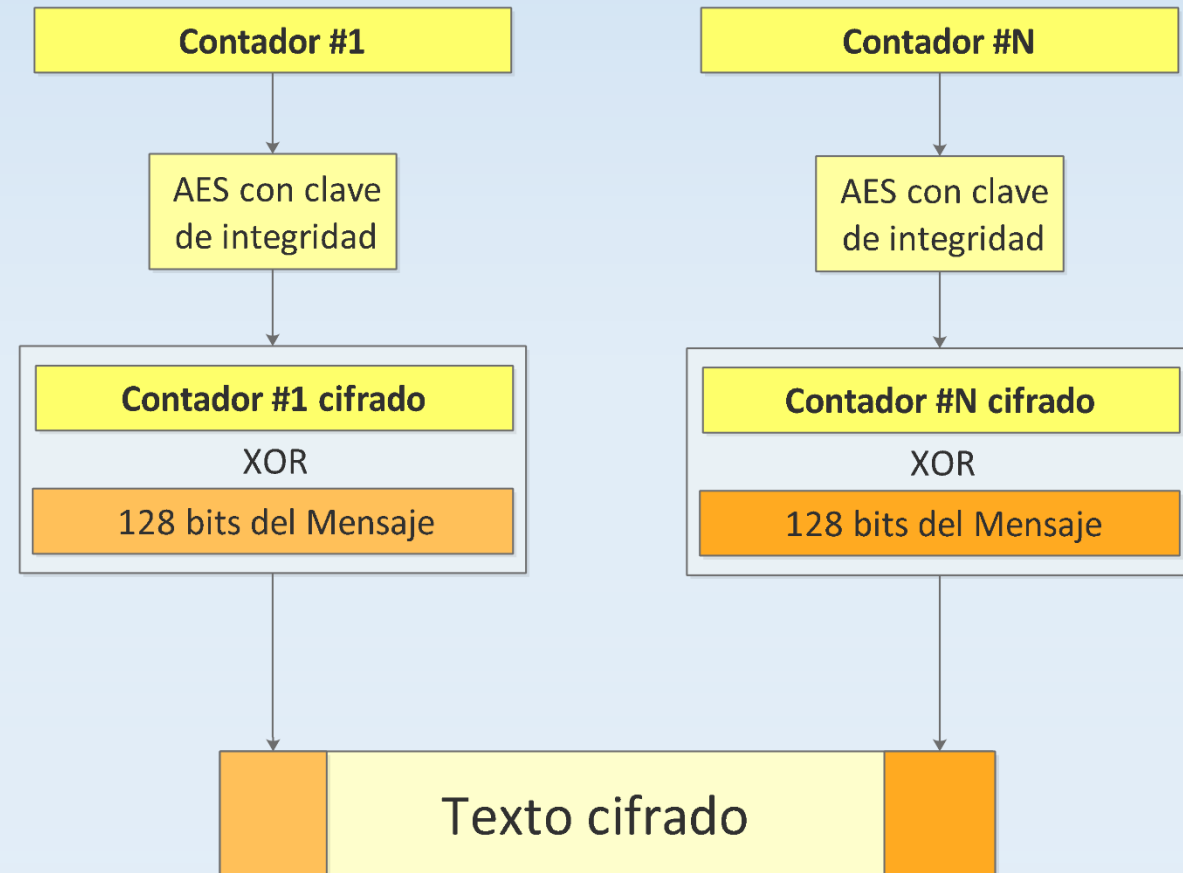 Contador #1
Contador #N
AES con clave
de integridad
AES con clave
de integridad
Contador #1 cifrado
XOR
128 bits del Mensaje
Contador #N cifrado
XOR
128 bits del Mensaje
Texto cifrado